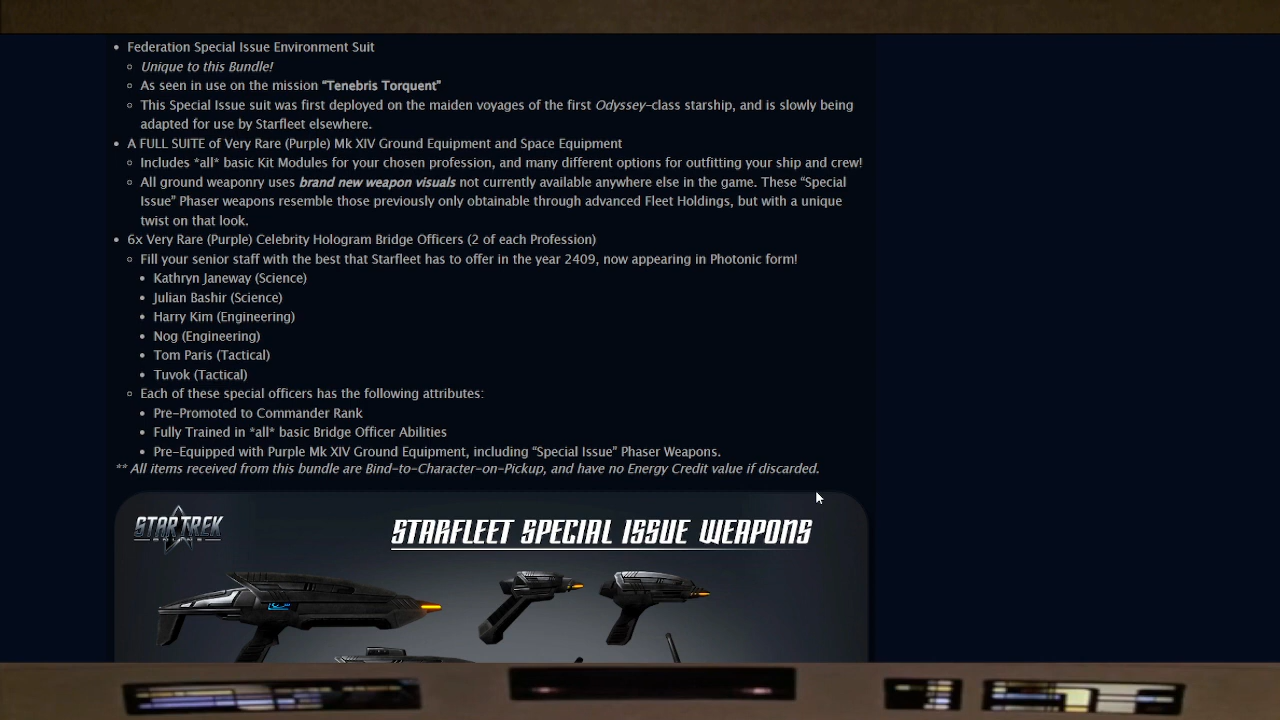 • Federation Special Issue Environment Suit
◦ Unique to this Bundle!
◦ As seen in use on the mission “Tenebris Torquent”
◦ This Special Issue suit was first deployed on the maiden voyages of the first Odyssey-class starship, and is slowly being
adapted for use by Starfleet elsewhere.
• A FULL SUITE of Very Rare (Purple) Mk XIV Ground Equipment and Space Equipment
◦ Includes *all* basic Kit Modules for your chosen profession, and many different options for outfitting your ship and crew!
◦ All ground weaponry uses brand new weapon visuals not currently available anywhere else in the game. These “Special
Issue” Phaser weapons resemble those previously only obtainable through advanced Fleet Holdings, but with a unique
twist on that look.
• 6x Very Rare (Purple) Celebrity Hologram Bridge Officers (2 of each Profession)
◦ Fill your senior staff with the best that Starfleet has to offer in the year 2409, now appearing in Photonic form!
• Kathryn Janeway (Science)
• Julian Bashir (Science)
• Harry Kim (Engineering)
• Nog (Engineering)
• Tom Paris (Tactical)
• Tuvok (Tactical)
◦ Each of these special officers has the following attributes:
• Pre-Promoted to Commander Rank
• Fully Trained in *all* basic Bridge Officer Abilities
• Pre-Equipped with Purple Mk XIV Ground Equipment, including “Special Issue” Phaser Weapons.
** All items received from this bundle are Bind-to-Character-on-Pickup, and have no Energy Credit value if discarded.
STAR TREK
ONLINE
STARFLEET SPECIAL ISSUE WEAPONS